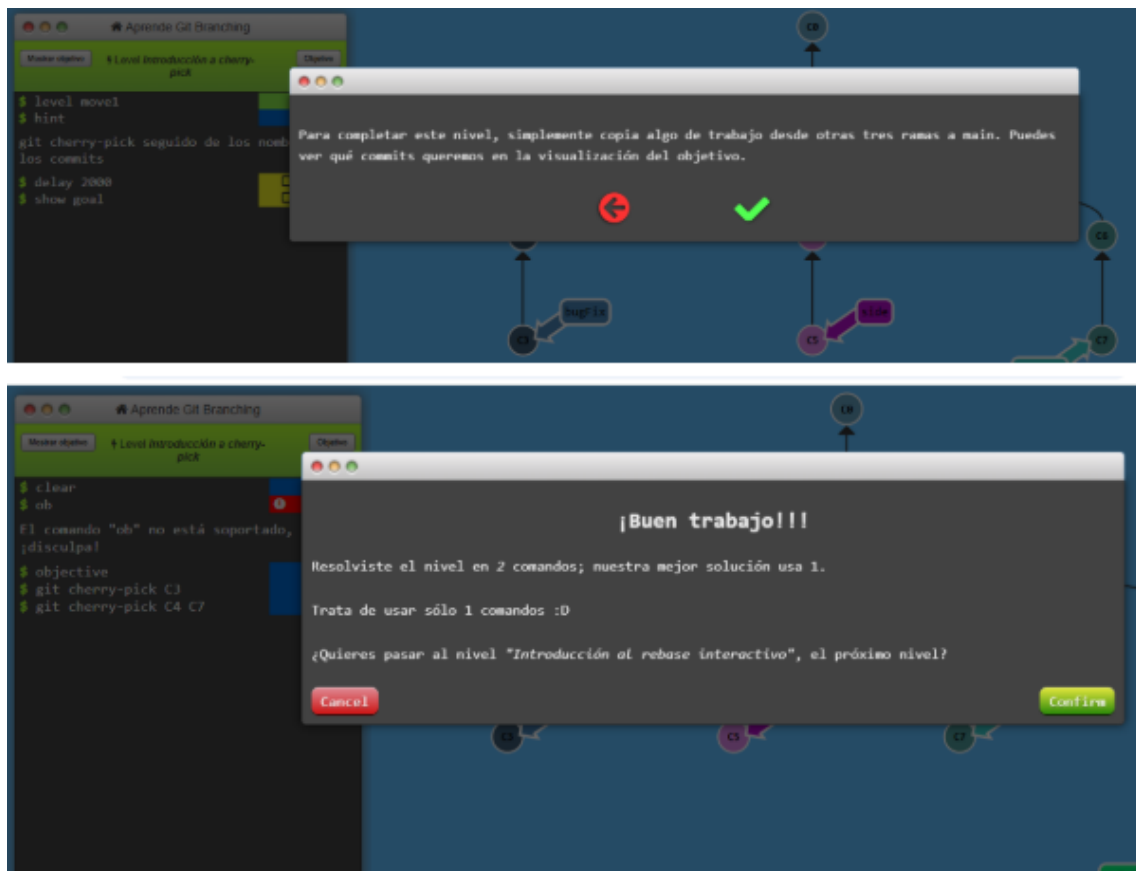 Aprende Git Branching
C0
Mostrar objetivo
Level Introducción a cherry-
pick
Objetivo
$ level move1
$ hint
git cherry-pick seguido de los nomb
los commits
$ delay 2000
$ show goal
Para completar este nivel, simplemente copia algo de trabajo desde otras tres ramas a main. Puedes
ver qué commits queremos en la visualización del objetivo.
C6
bugFix
side
C3
C5
C7
Aprende Git Branching
C0
Mostrar objetivo
Level Introducción a cherry-
pick
Objetivo
$ clear
$ ob
El comando "ob" no está soportado,
¡disculpa!
$ objective
$ git cherry-pick C3
$ git cherry-pick C4 C7
¡Buen trabajo!!!
Resolviste el nivel en 2 comandos; nuestra mejor solución usa 1.
Trata de usar sólo 1 comandos :D
¿Quieres pasar al nivel "Introducción al rebase interactivo", el próximo nivel?
Cancel
Confirm
C3
C5
C7